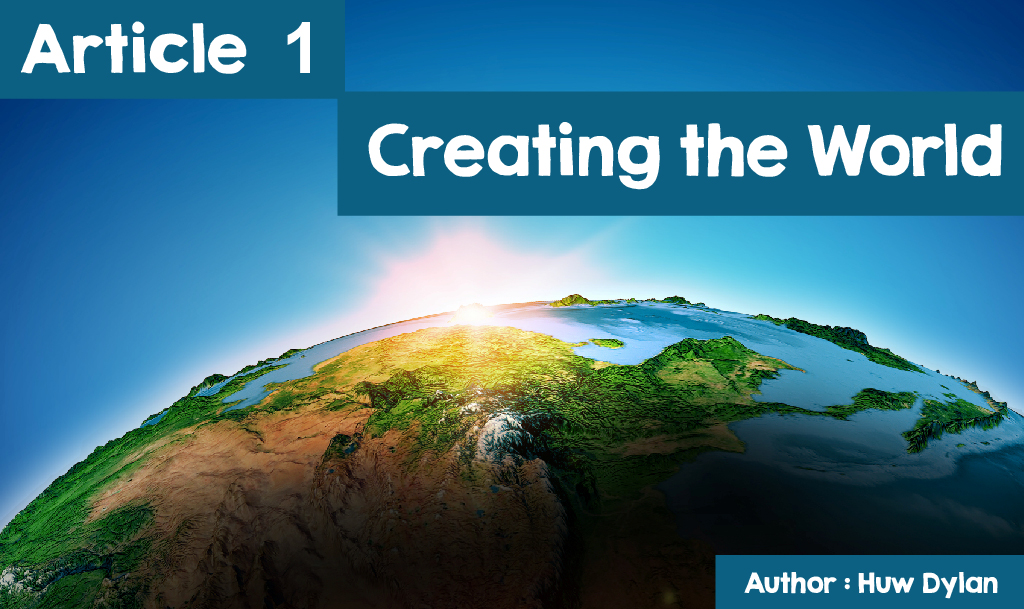 Article 1
Creating the World
Author : Huw Dylan